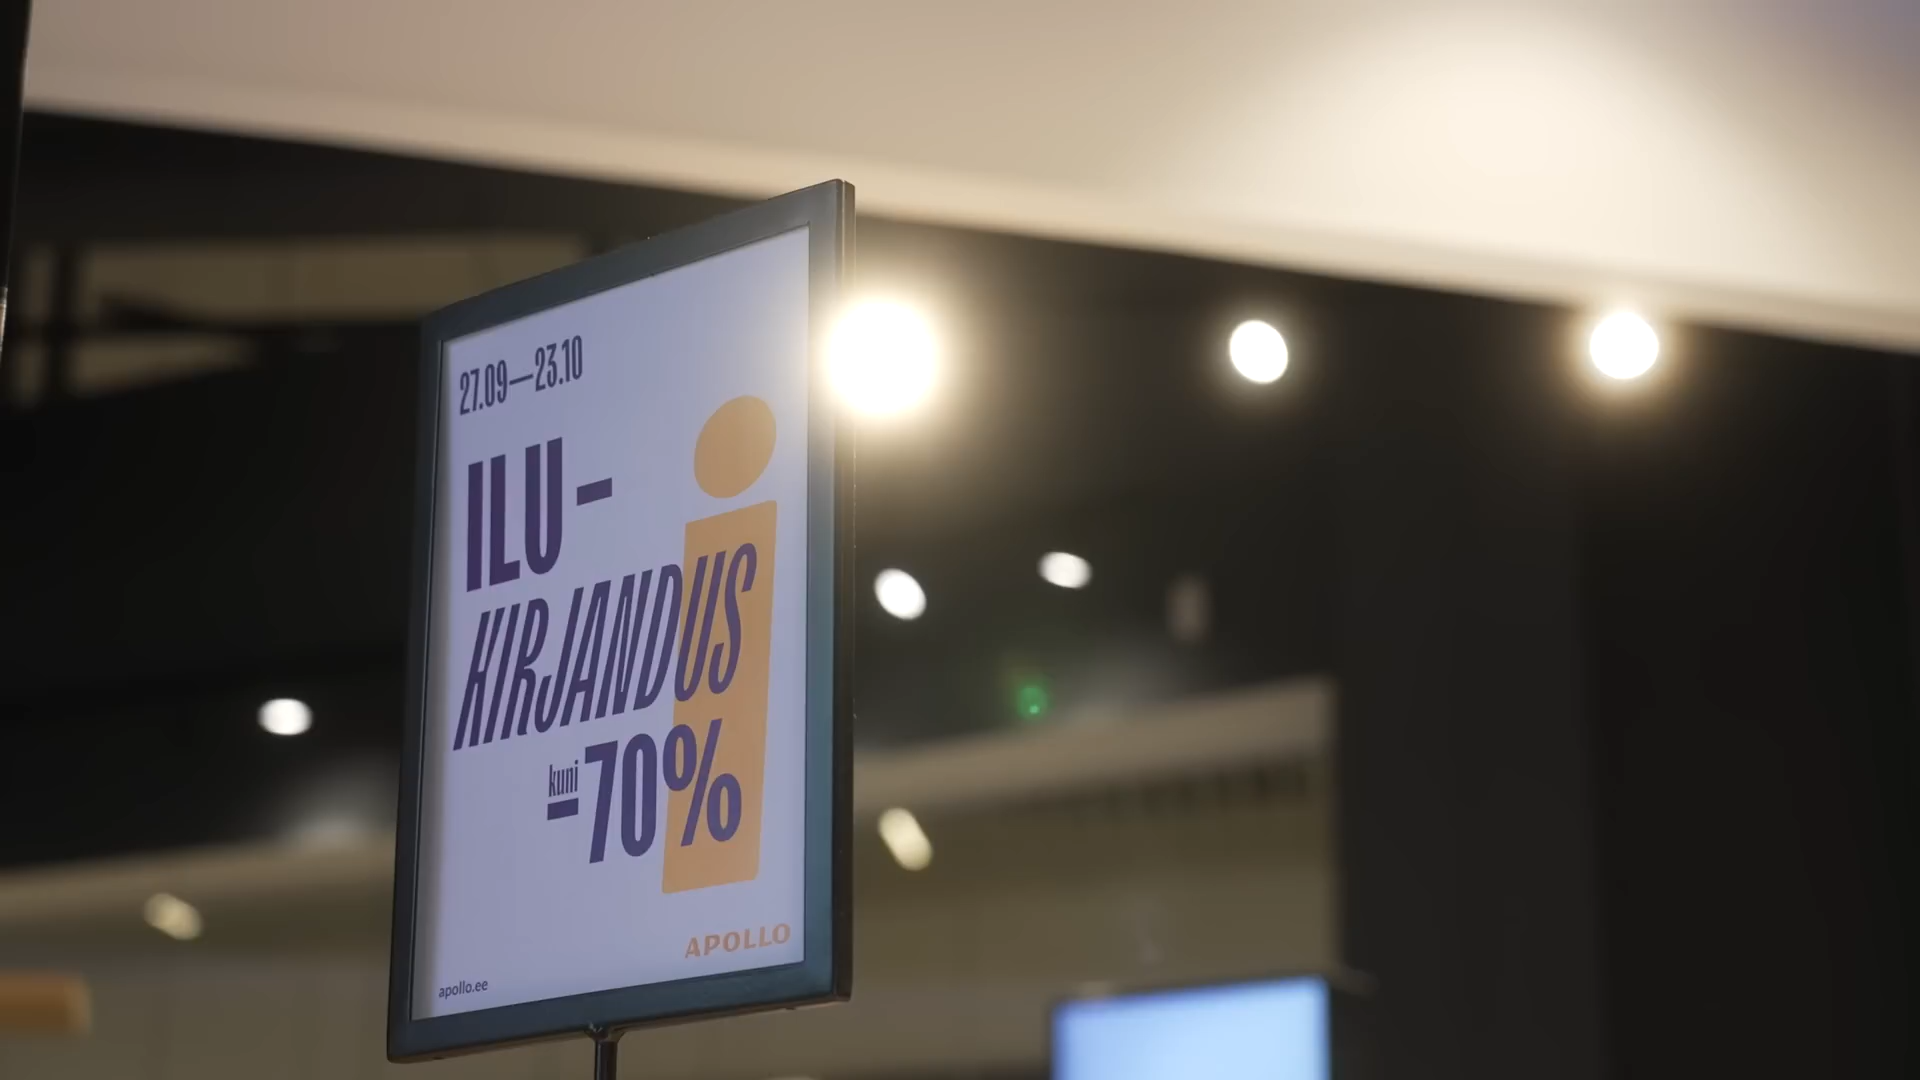 27.09—23.10
ILU-
KIRJANDUS
kuni
-70%
APOLLO
apollo.ee